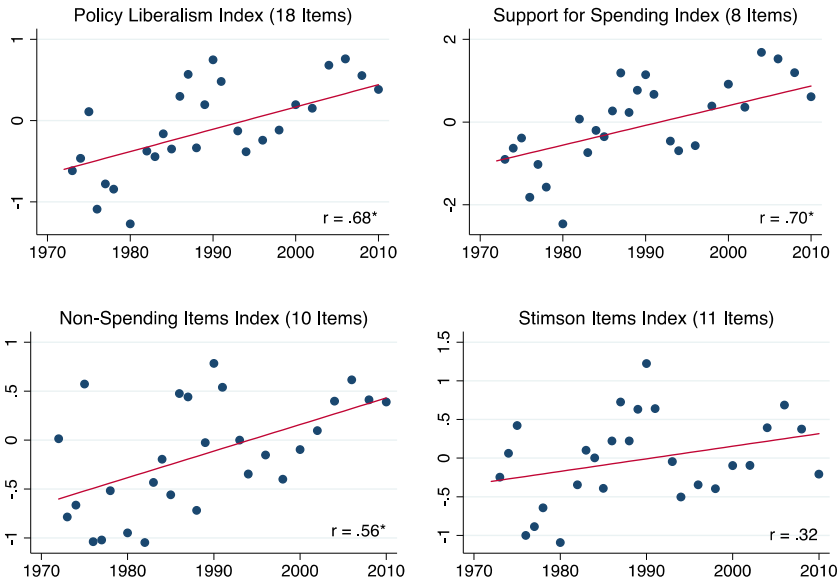 Policy Liberalism Index (18 Items)
1
0
-1
r = .68*
1970 1980 1990 2000 2010
Support for Spending Index (8 Items)
2
0
-2
r = .70*
1970 1980 1990 2000 2010
Non-Spending Items Index (10 Items)
1
.5
0
-.5
-1
r = .56*
1970 1980 1990 2000 2010
Stimson Items Index (11 Items)
1.5
1
.5
0
-.5
-1
r = .32
1970 1980 1990 2000 2010